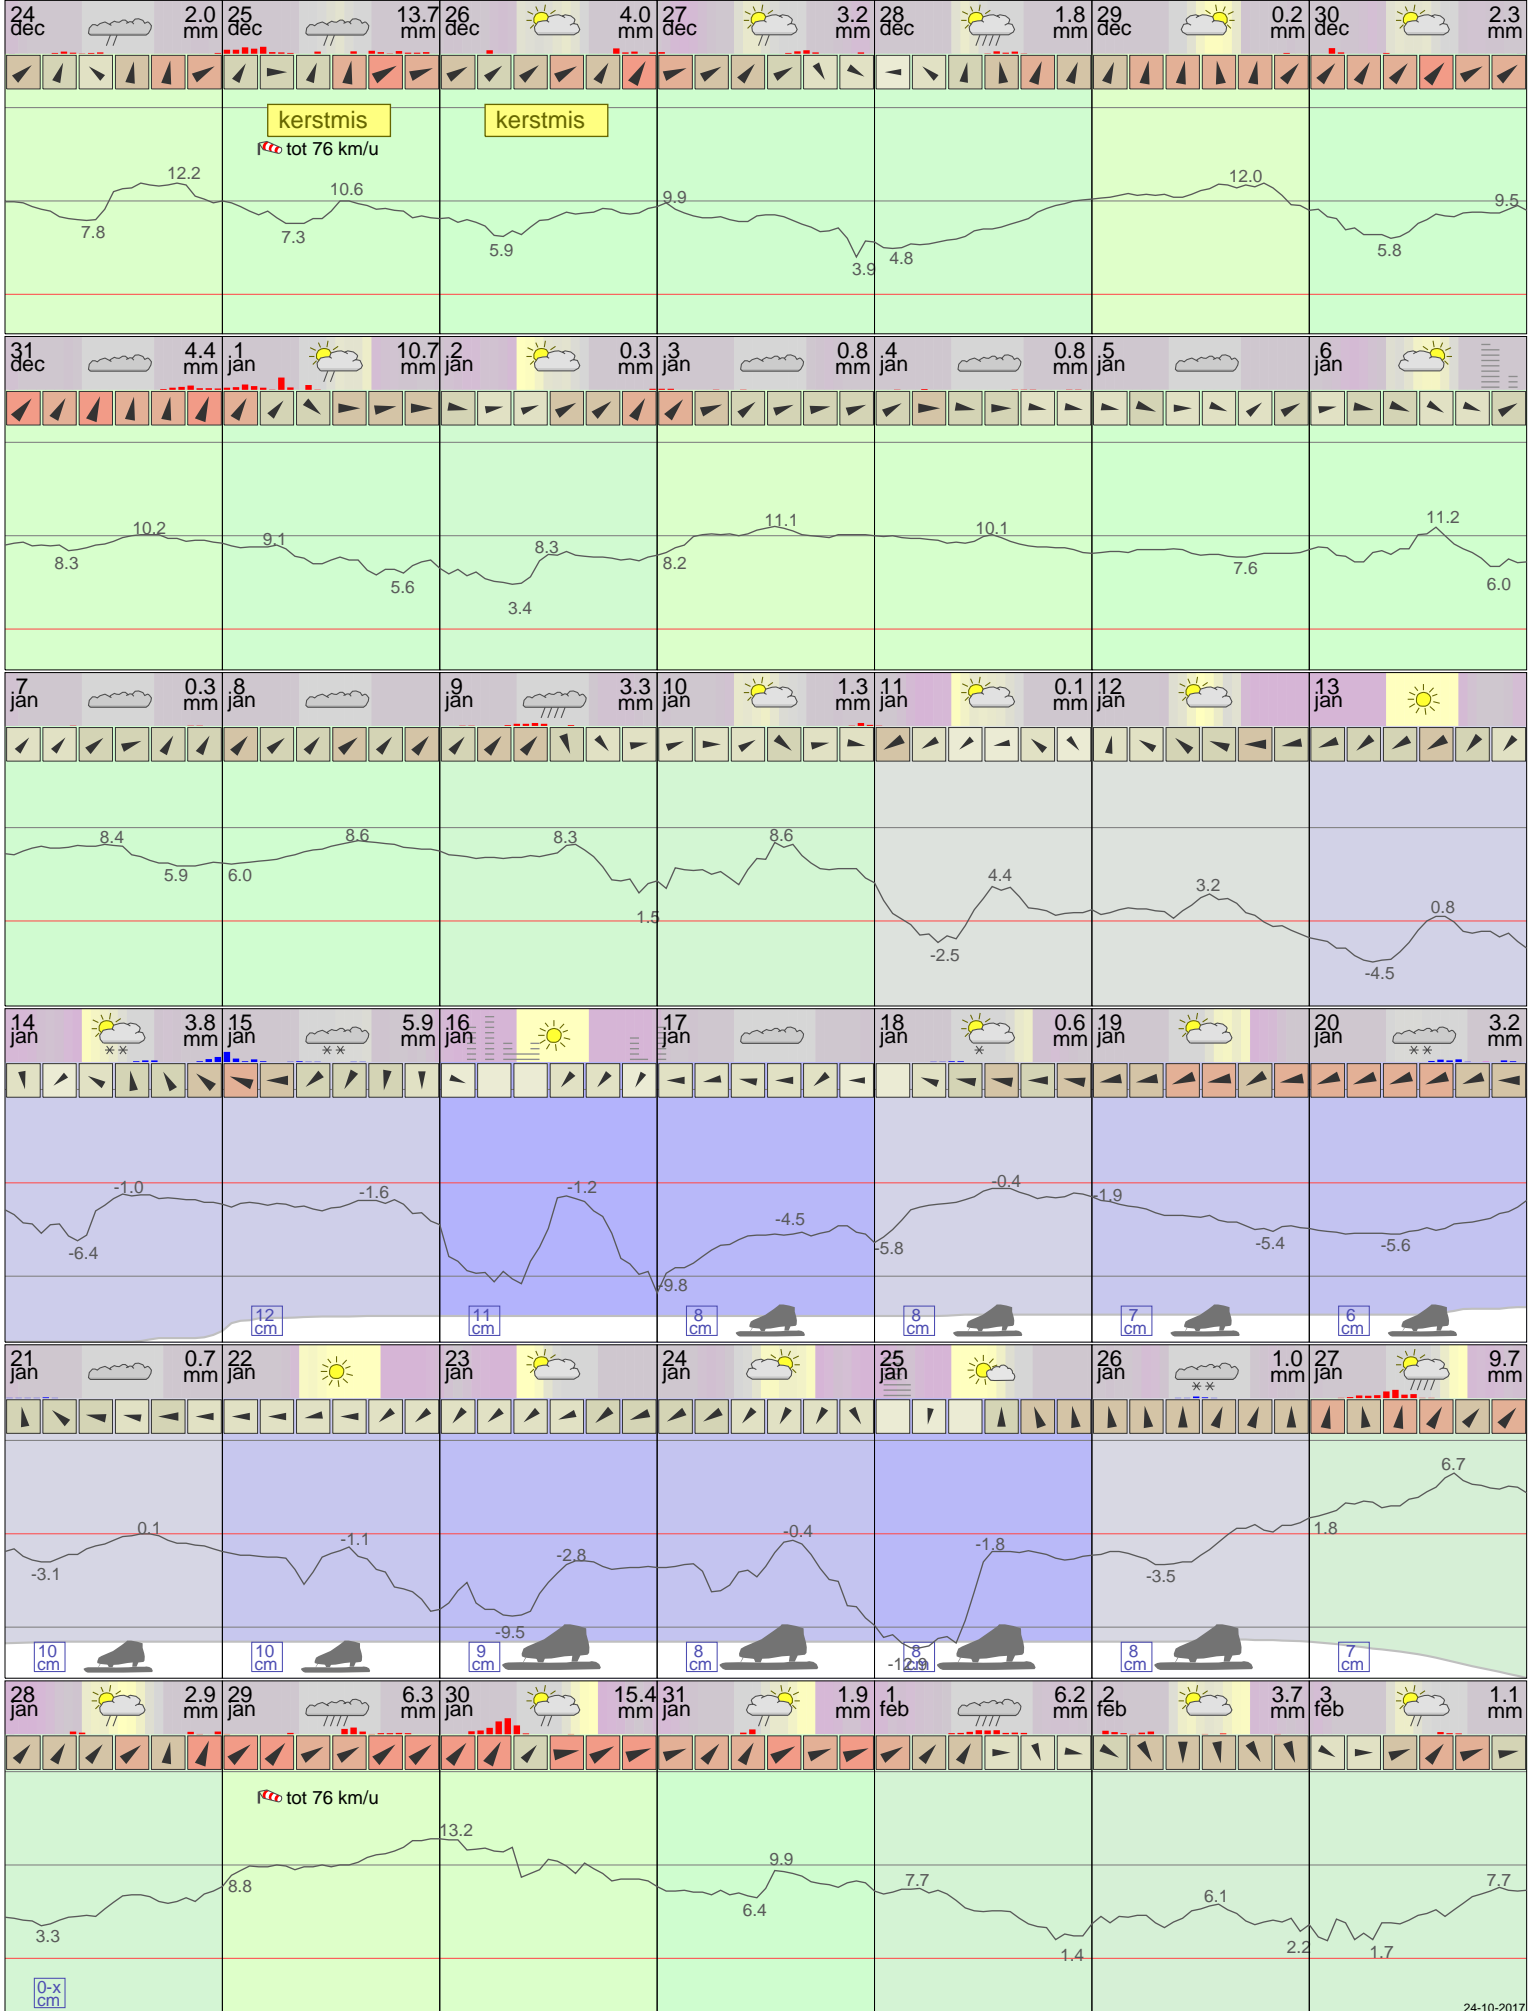 24 dec 2.0 mm
25 dec 13.7 mm
26 dec 4.0 mm
27 dec 3.2 mm
28 dec 1.8 mm
29 dec 0.2 mm
30 dec 2.3 mm
kerstmis kerstmis
tot 76 km/u
12.2 7.8 10.6 7.3 5.9 9.9 3.9 4.8 12.0 5.8 9.5
31 dec 4.4 mm
1 jan 10.7 mm
2 jan 0.3 mm
3 jan 0.8 mm
4 jan 0.8 mm
5 jan
6 jan
10.2 8.3 9.1 5.6 8.3 3.4 8.2 11.1 10.1 7.6 11.2 6.0
7 jan 0.3 mm
8 jan
9 jan 3.3 mm
10 jan 1.3 mm
11 jan 0.1 mm
12 jan
13 jan
8.4 5.9 6.0 8.6 8.3 1.5 8.6 -2.5 4.4 3.2 0.8 -4.5
14 jan 3.8 mm
15 jan 5.9 mm
16 jan
17 jan
18 jan 0.6 mm
19 jan
20 jan 3.2 mm
-1.0 -6.4 -1.6 -1.2 -9.8 -4.5 -5.8 -0.4 -1.9 -5.4 -5.6
12 cm 11 cm 8 cm 8 cm 7 cm 6 cm
21 jan 0.7 mm
22 jan
23 jan
24 jan
25 jan
26 jan 1.0 mm
27 jan 9.7 mm
0.1 -3.1 -1.1 -2.8 -9.5 -0.4 -12.9 -1.8 -3.5 1.8 6.7
10 cm 10 cm 9 cm 8 cm 8 cm 8 cm 7 cm
28 jan 2.9 mm
29 jan 6.3 mm
30 jan 15.4 mm
31 jan 1.9 mm
1 feb 6.2 mm
2 feb 3.7 mm
3 feb 1.1 mm
tot 76 km/u
3.3 8.8 13.2 6.4 9.9 7.7 1.4 6.1 2.2 1.7 7.7
0-x cm
24-10-2017